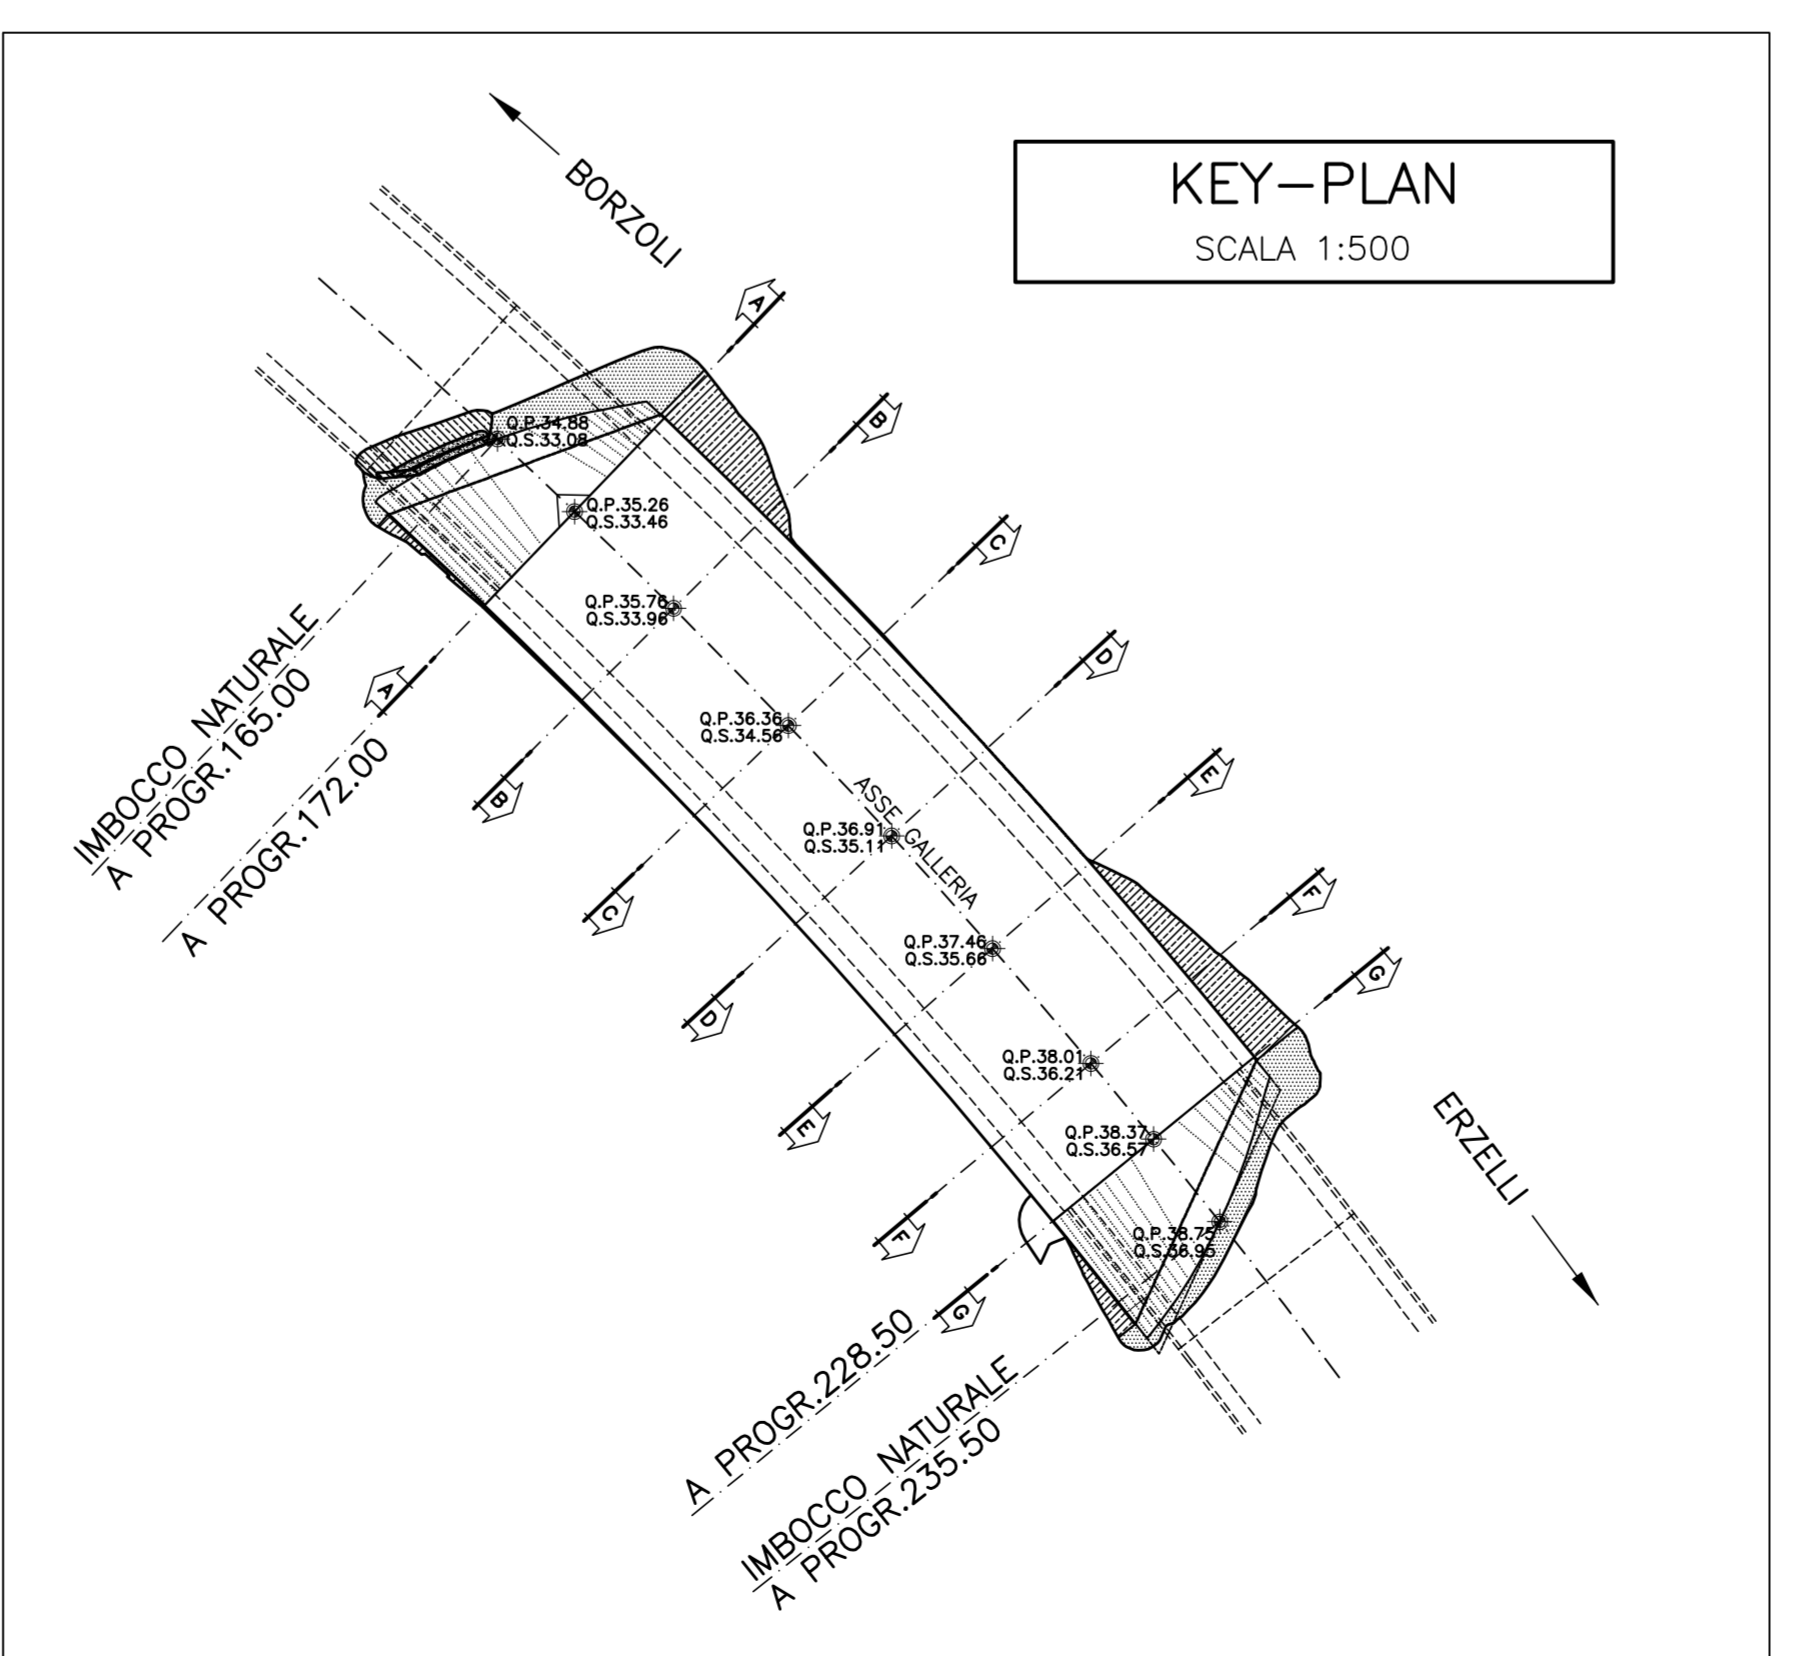 KEY-PLAN
SCALA 1:500
BORZOLI
A
B
C
D
E
F
G
Q.P.34.88
Q.S.33.08
Q.P.35.26
Q.S.33.46
Q.P.35.76
Q.S.33.96
Q.P.36.36
Q.S.34.56
ASSE GALLERIA
Q.P.36.91
Q.S.35.11
Q.P.37.46
Q.S.35.66
Q.P.38.01
Q.S.36.21
Q.P.38.37
Q.S.36.57
Q.P.38.75
Q.S.36.95
IMBOCCO NATURALE
A PROGR.165.00
A PROGR.172.00
A
B
C
D
E
F
G
ERZELLI
A PROGR.228.50
IMBOCCO NATURALE
A PROGR.235.50